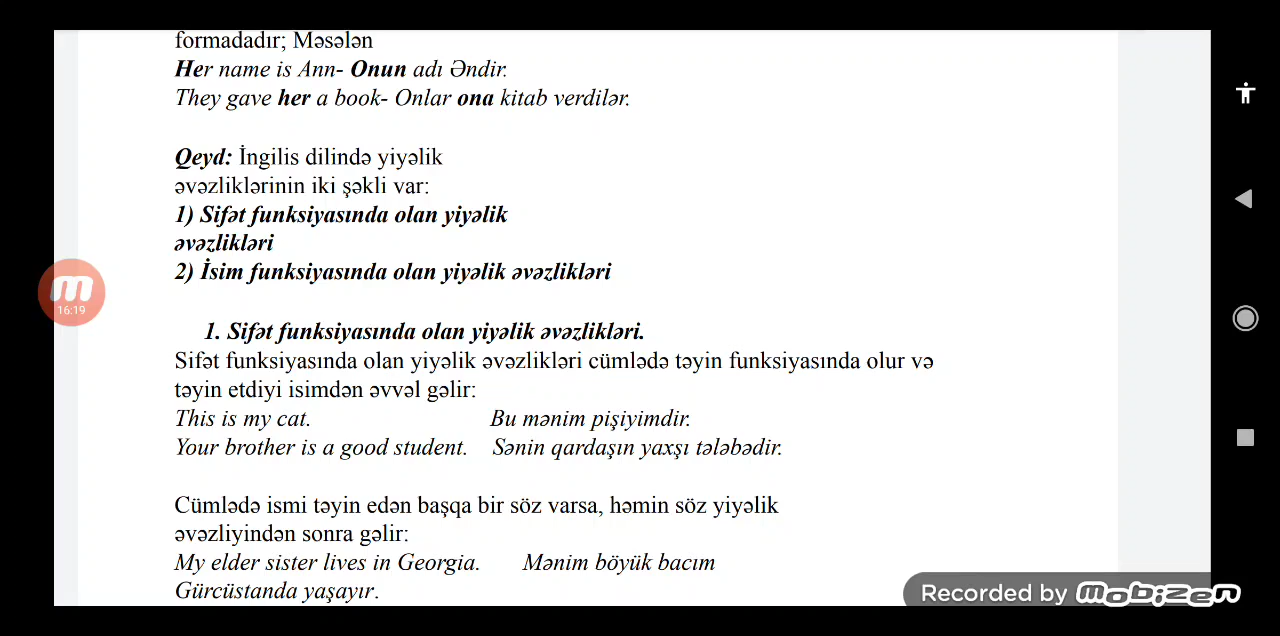 formadadır; Məsələn
Her name is Ann- Onun adı Əndir.
They gave her a book- Onlar ona kitab verdilər.
Qeyd: İngilis dilində yiyəlik
əvəzliklərinin iki şəkli var:
1) Sifət funksiyasında olan yiyəlik
əvəzlikləri
2) İsim funksiyasında olan yiyəlik əvəzlikləri
1. Sifət funksiyasında olan yiyəlik əvəzlikləri.
Sifət funksiyasında olan yiyəlik əvəzlikləri cümlədə təyin funksiyasında olur və
təyin etdiyi isimdən əvvəl gəlir:
This is my cat. Bu mənim pişiyimdir.
Your brother is a good student. Sənin qardaşın yaxşı tələbədir.
Cümlədə ismi təyin edən başqa bir söz varsa, həmin söz yiyəlik
əvəzliyindən sonra gəlir:
My elder sister lives in Georgia. Mənim böyük bacım
Gürcüstanda yaşayır.
m
16:19
Recorded by mobizen